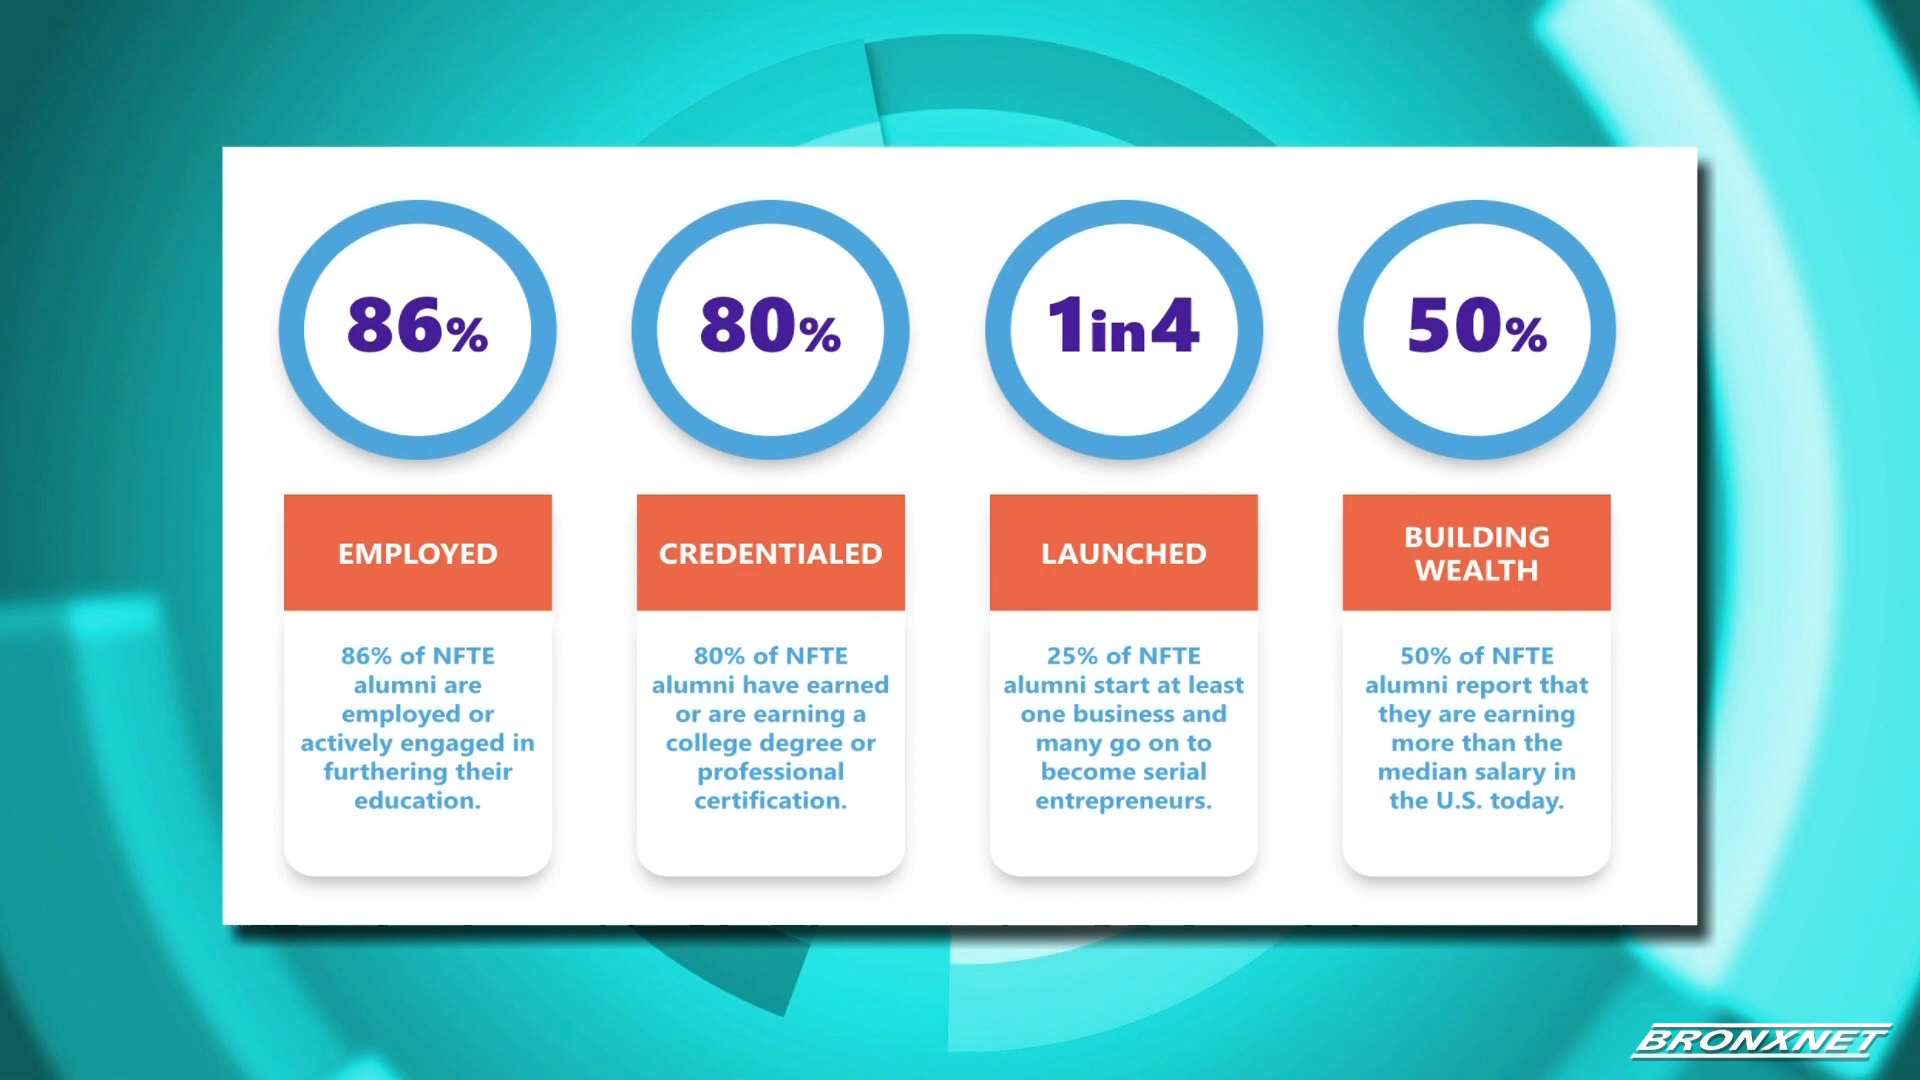 86%
80%
1in4
50%
EMPLOYED
CREDENTIALED
LAUNCHED
BUILDING
WEALTH
86% of NFTE
alumni are
employed or
actively engaged in
furthering their
education.
80% of NFTE
alumni have earned
or are earning a
college degree or
professional
certification.
25% of NFTE
alumni start at least
one business and
many go on to
become serial
entrepreneurs.
50% of NFTE
alumni report that
they are earning
more than the
median salary in
the U.S. today.
BRONXNET